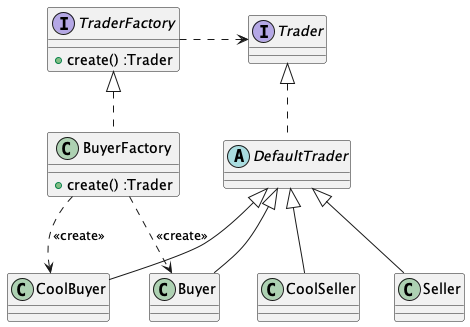 I TraderFactory
create() :Trader
I Trader
C BuyerFactory
create() :Trader
A DefaultTrader
«create»
«create»
C CoolBuyer
C Buyer
C CoolSeller
C Seller